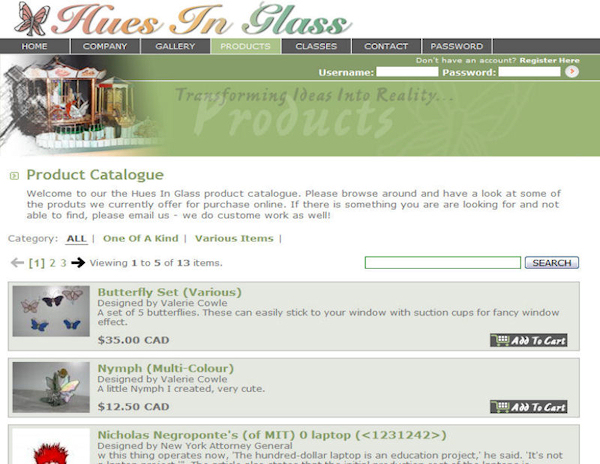 Hues In Glass
HOME COMPANY GALLERY PRODUCTS CLASSES CONTACT PASSWORD
Don't have an account? Register Here
Username: Password:
Transforming Ideas Into Reality...
Products
Product Catalogue
Welcome to our the Hues In Glass product catalogue. Please browse around and have a look at some of
the produts we currently offer for purchase online. If there is something you are are looking for and not
able to find, please email us - we do custome work as well!
Category: ALL | One Of A Kind | Various Items |
[1] 2 3 Viewing 1 to 5 of 13 items. SEARCH
Butterfly Set (Various)
Designed by Valerie Cowle
A set of 5 butterflies. These can easily stick to your window with suction cups for fancy window
effect.
$35.00 CAD Add To Cart
Nymph (Multi-Colour)
Designed by Valerie Cowle
A little Nymph I created, very cute.
$12.50 CAD Add To Cart
Nicholas Negroponte's (of MIT) 0 laptop (<1231242>)
Designed by New York Attorney General
w this thing operates now, 'The hundred-dollar laptop is an education project,' he said. 'It's not